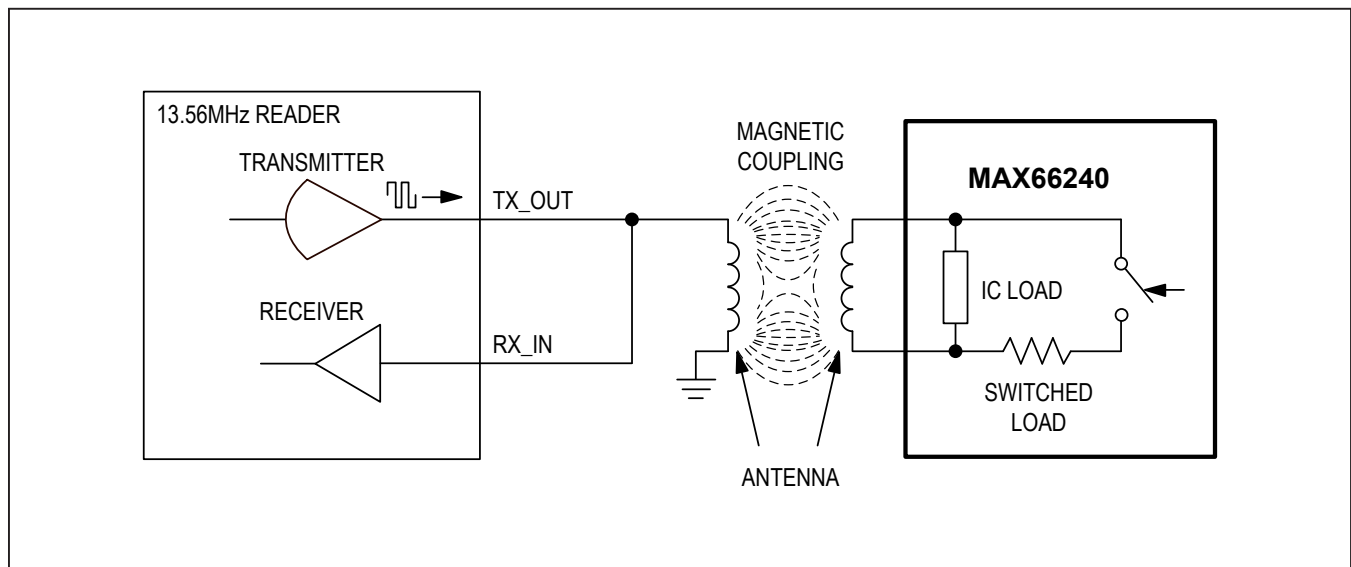 13.56MHz READER
TRANSMITTER
TX_OUT
RECEIVER
RX_IN
MAGNETIC
COUPLING
ANTENNA
MAX66240
IC LOAD
SWITCHED
LOAD